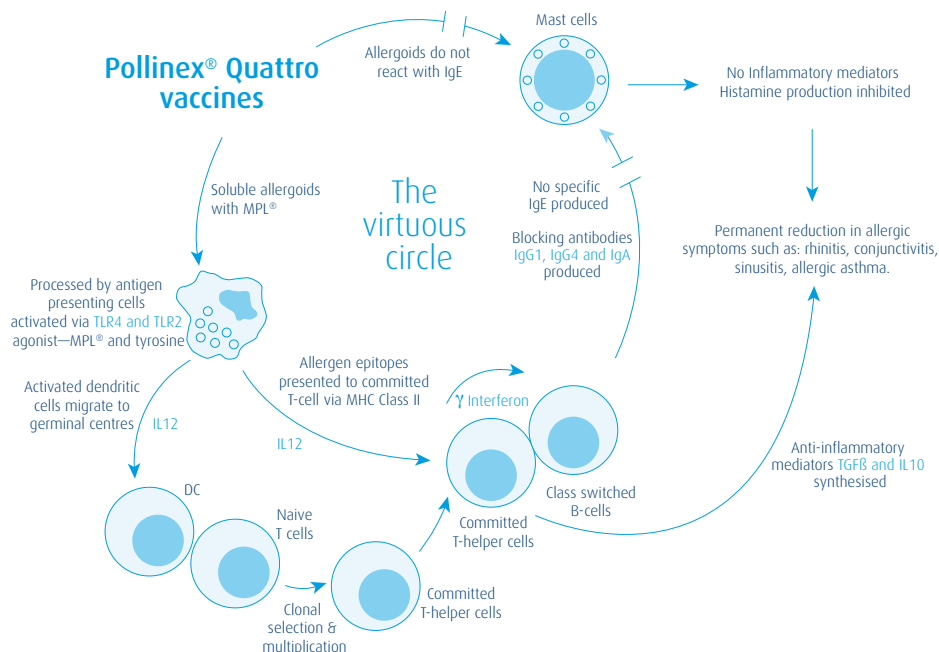 Mast cells
Allergoids do not
react with IgE
Pollinex® Quattro
vaccines
No Inflammatory mediators
Histamine production inhibited
The
virtuous
circle
Soluble allergoids
with MPL®
No specific
IgE produced
Blocking antibodies
IgG1, IgG4 and IgA
produced
Permanent reduction in allergic
symptoms such as: rhinitis, conjunctivitis,
sinusitis, allergic asthma.
Processed by antigen
presenting cells
activated via TLR4 and TLR2
agonist—MPL® and tyrosine
Allergen epitopes
presented to committed
T-cell via MHC Class II
Activated dendritic
cells migrate to
germinal centres
IL12
IL12
γ Interferon
Anti-inflammatory
mediators TGFß and IL10
synthesised
DC
Naive
T cells
Class switched
B-cells
Committed
T-helper cells
Clonal
selection &
multiplication
Committed
T-helper cells